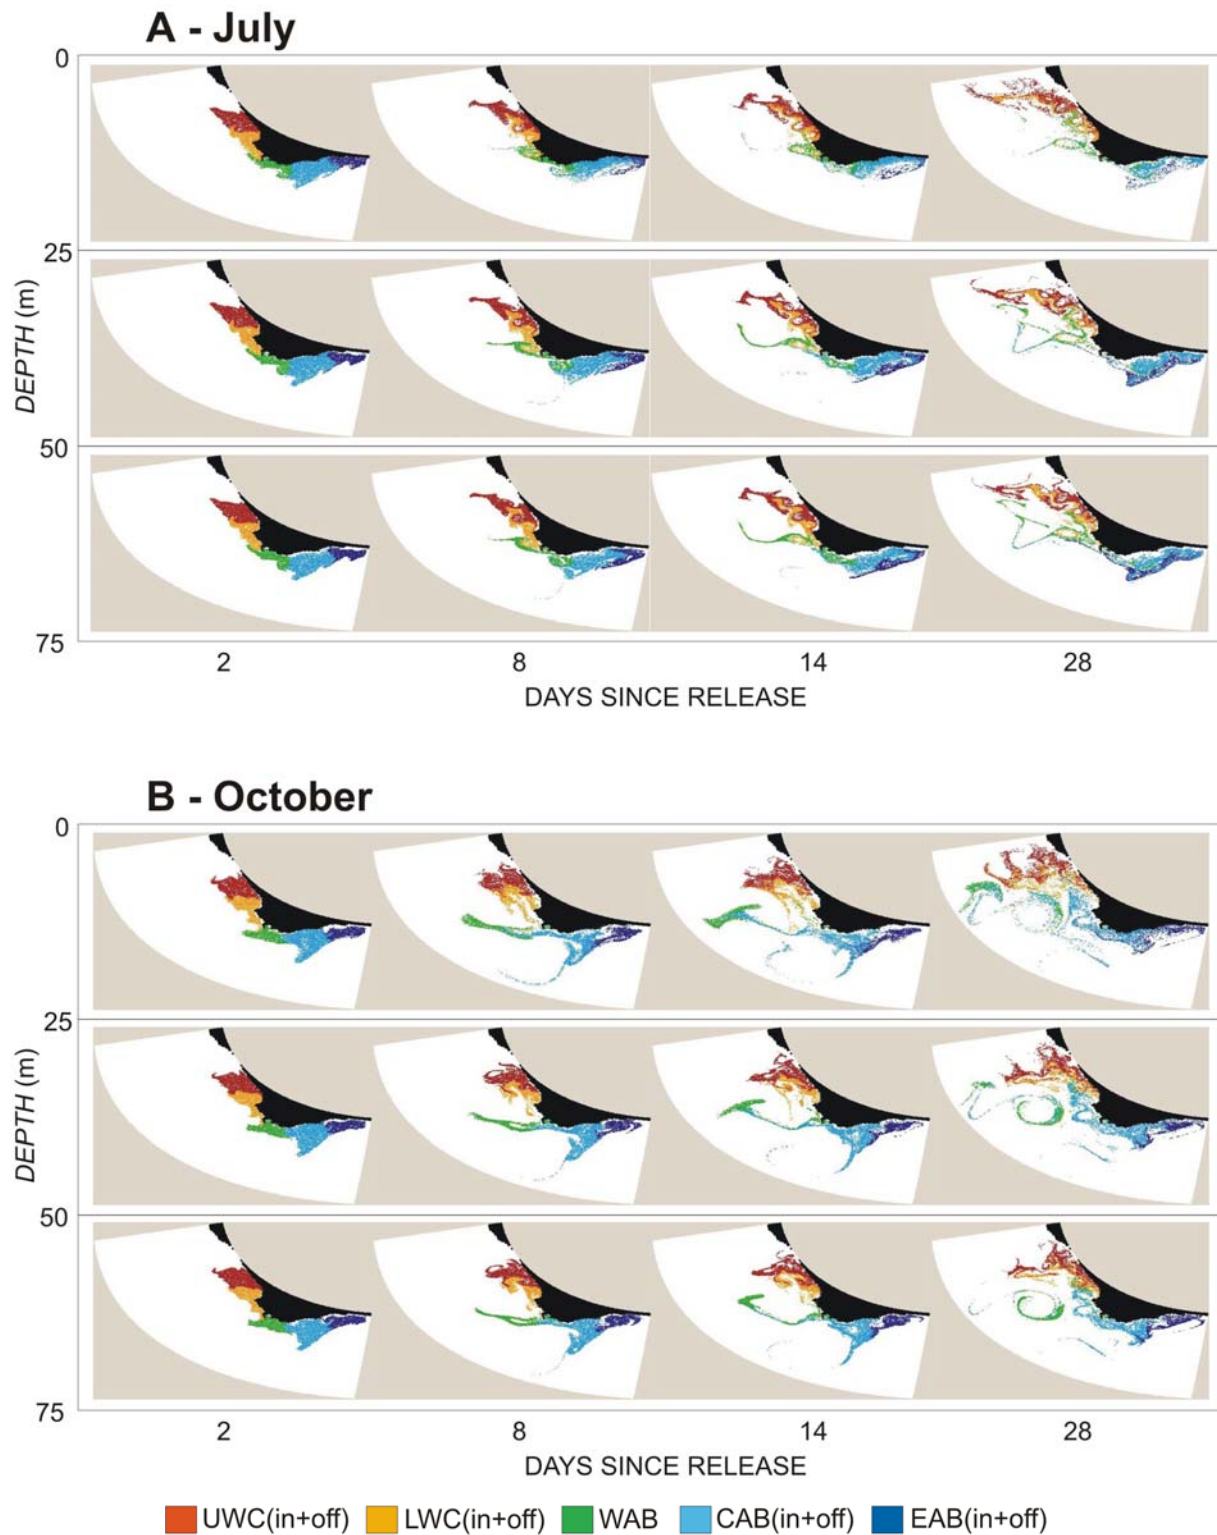 A - July
0
25
50
75
DEPTH (m)
2 8 14 28
DAYS SINCE RELEASE
B - October
0
25
50
75
DEPTH (m)
2 8 14 28
DAYS SINCE RELEASE
UWC(in+off) LWC(in+off) WAB CAB(in+off) EAB(in+off)